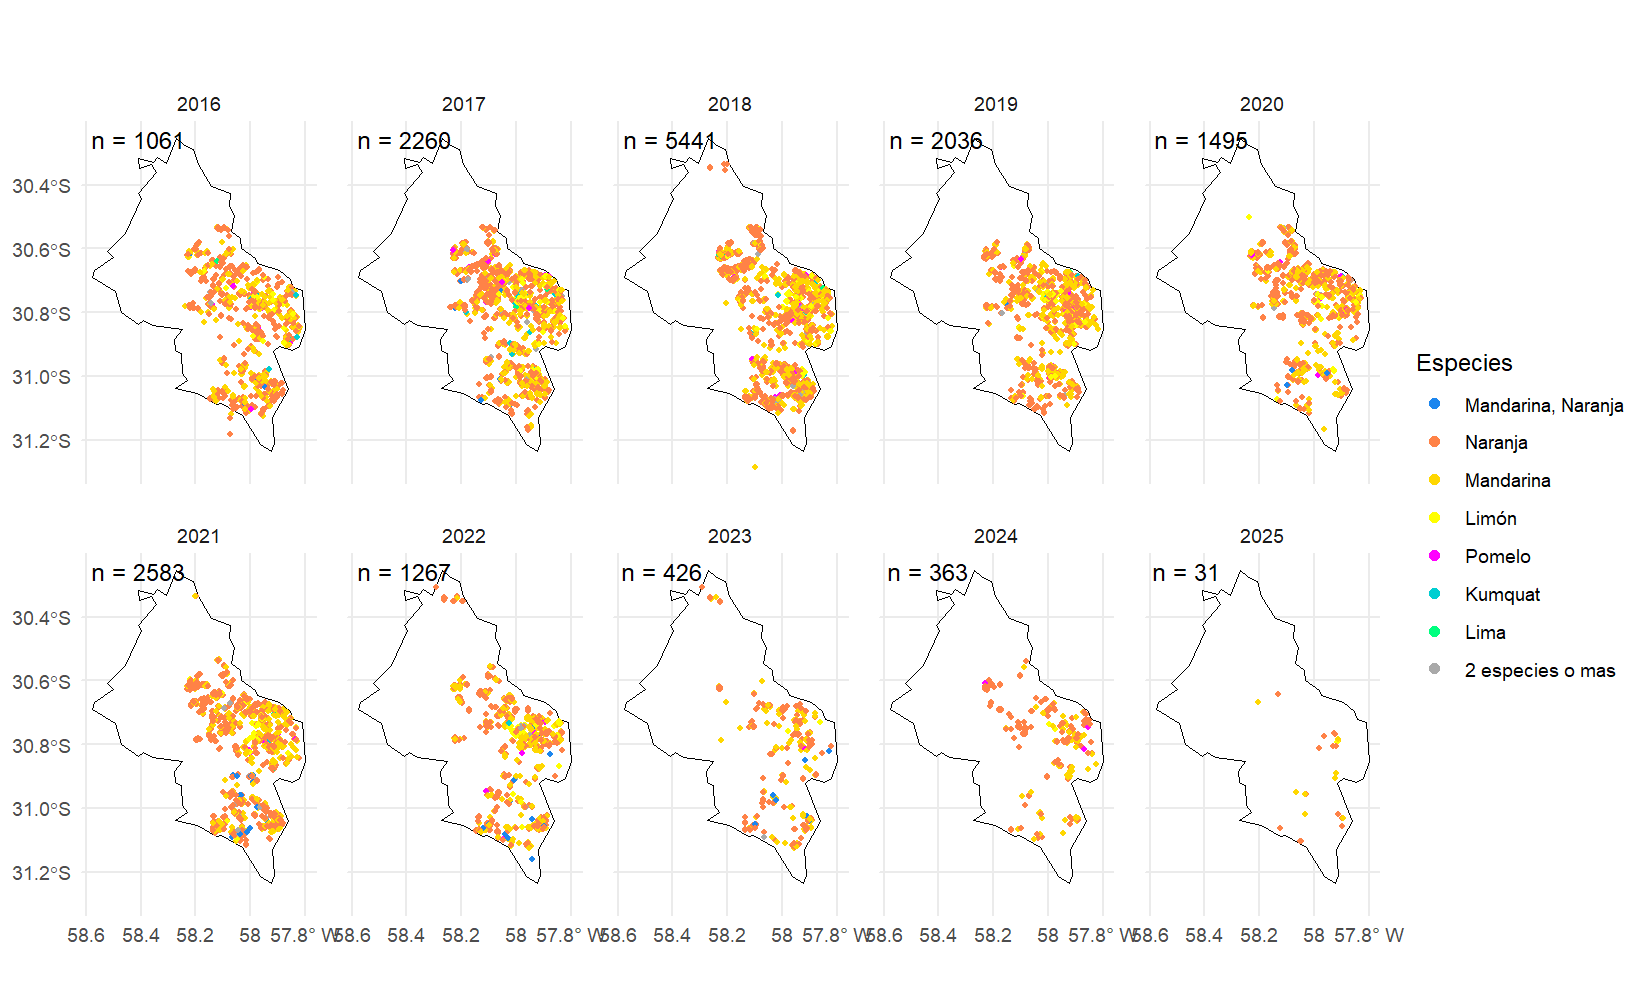 2016 2017 2018 2019 2020
n = 1061 n = 2260 n = 5441 n = 2036 n = 1495
30.4°S
30.6°S
30.8°S
31.0°S
31.2°S
2021 2022 2023 2024 2025
n = 2583 n = 1267 n = 426 n = 363 n = 31
30.4°S
30.6°S
30.8°S
31.0°S
31.2°S
58.6 58.4 58.2 58 57.8° W 58.6 58.4 58.2 58 57.8° W 58.6 58.4 58.2 58 57.8° W 58.6 58.4 58.2 58 57.8° W 58.6 58.4 58.2 58 57.8° W
Especies
Mandarina, Naranja
Naranja
Mandarina
Limón
Pomelo
Kumquat
Lima
2 especies o mas